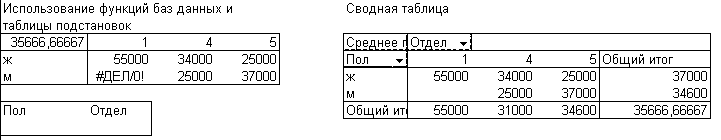 Использование функций баз данных и
таблицы подстановок
35666,66667 1 4 5
ж 55000 34000 25000
м #ДЕЛ/0! 25000 37000
Пол Отдел
Сводная таблица
Среднее п Отдел
Пол 1 4 5 Общий итог
ж 55000 34000 25000 37000
м 25000 37000 34600
Общий ито 55000 31000 34600 35666,66667